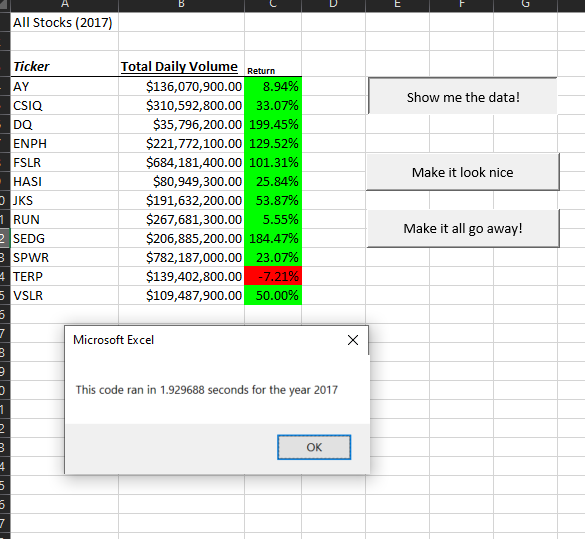 A B C D E F G
All Stocks (2017)
Ticker Total Daily Volume Return
AY $136,070,900.00 8.94%
CSIQ $310,592,800.00 33.07%
DQ $35,796,200.00 199.45%
ENPH $221,772,100.00 129.52%
FSLR $684,181,400.00 101.31%
HASI $80,949,300.00 25.84%
JKS $191,632,200.00 53.87%
RUN $267,681,300.00 5.55%
SEDG $206,885,200.00 184.47%
SPWR $782,187,000.00 23.07%
TERP $139,402,800.00 -7.21%
VSLR $109,487,900.00 50.00%
Show me the data!
Make it look nice
Make it all go away!
Microsoft Excel
This code ran in 1.929688 seconds for the year 2017
OK